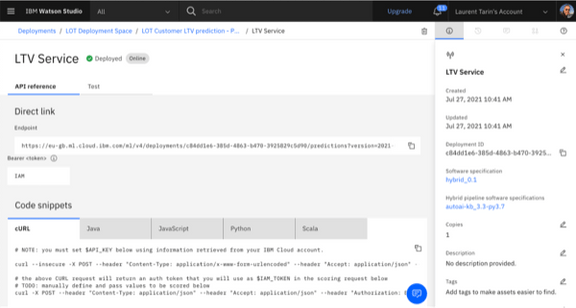 IBM Watson Studio
All
Search
Upgrade
Laurent Tarin's Account
Deployments / LOT Deployment Space / LOT Customer LTV prediction - P... / LTV Service
LTV Service
Deployed
Online
API reference
Test
Direct link
Endpoint
https://eu-gb.ml.cloud.ibm.com/ml/v4/deployments/c84dd1e6-385d-4863-b470-3925029c5d90/predictions?version=2021-
Bearer <token>
IAM
Code snippets
cURL
Java
JavaScript
Python
Scala
# NOTE: you must set $API_KEY below using information retrieved from your IBM Cloud account.
curl --insecure -X POST --header "Content-Type: application/x-www-form-urlencoded" --header "Accept: application/json" -
# the above CURL request will return an auth token that you will use as $IAM_TOKEN in the scoring request below
# TODO: manually define and pass values to be scored below
curl -X POST --header "Content-Type: application/json" --header "Accept: application/json" --header "Authorization:
LTV Service
Created
Jul 27, 2021 10:41 AM
Updated
Jul 27, 2021 10:41 AM
Deployment ID
c84dd1e6-385d-4863-b470-3925...
Software specification
hybrid_0.1
Hybrid pipeline software specifications
autoai-kb_3.3-py3.7
Copies
1
Description
No description provided.
Tags
Add tags to make assets easier to find.